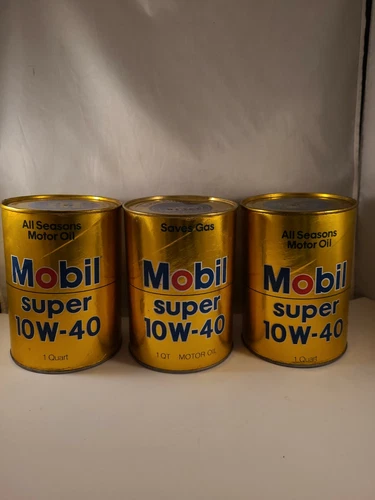 All Seasons
Motor Oil
Mobil
super
10W-40
1 Quart
Saves Gas
Mobil
super
10W-40
1 QT MOTOR OIL
All Seasons
Motor Oil
Mobil
super
10W-40
1 Quart